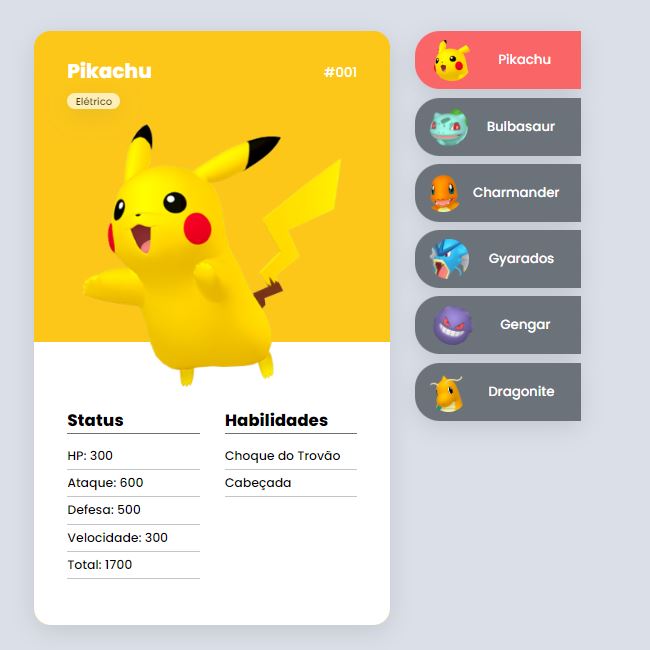 Pikachu
#001
Elétrico
Status
HP: 300
Ataque: 600
Defesa: 500
Velocidade: 300
Total: 1700
Habilidades
Choque do Trovão
Cabeçada
Pikachu
Bulbasaur
Charmander
Gyarados
Gengar
Dragonite